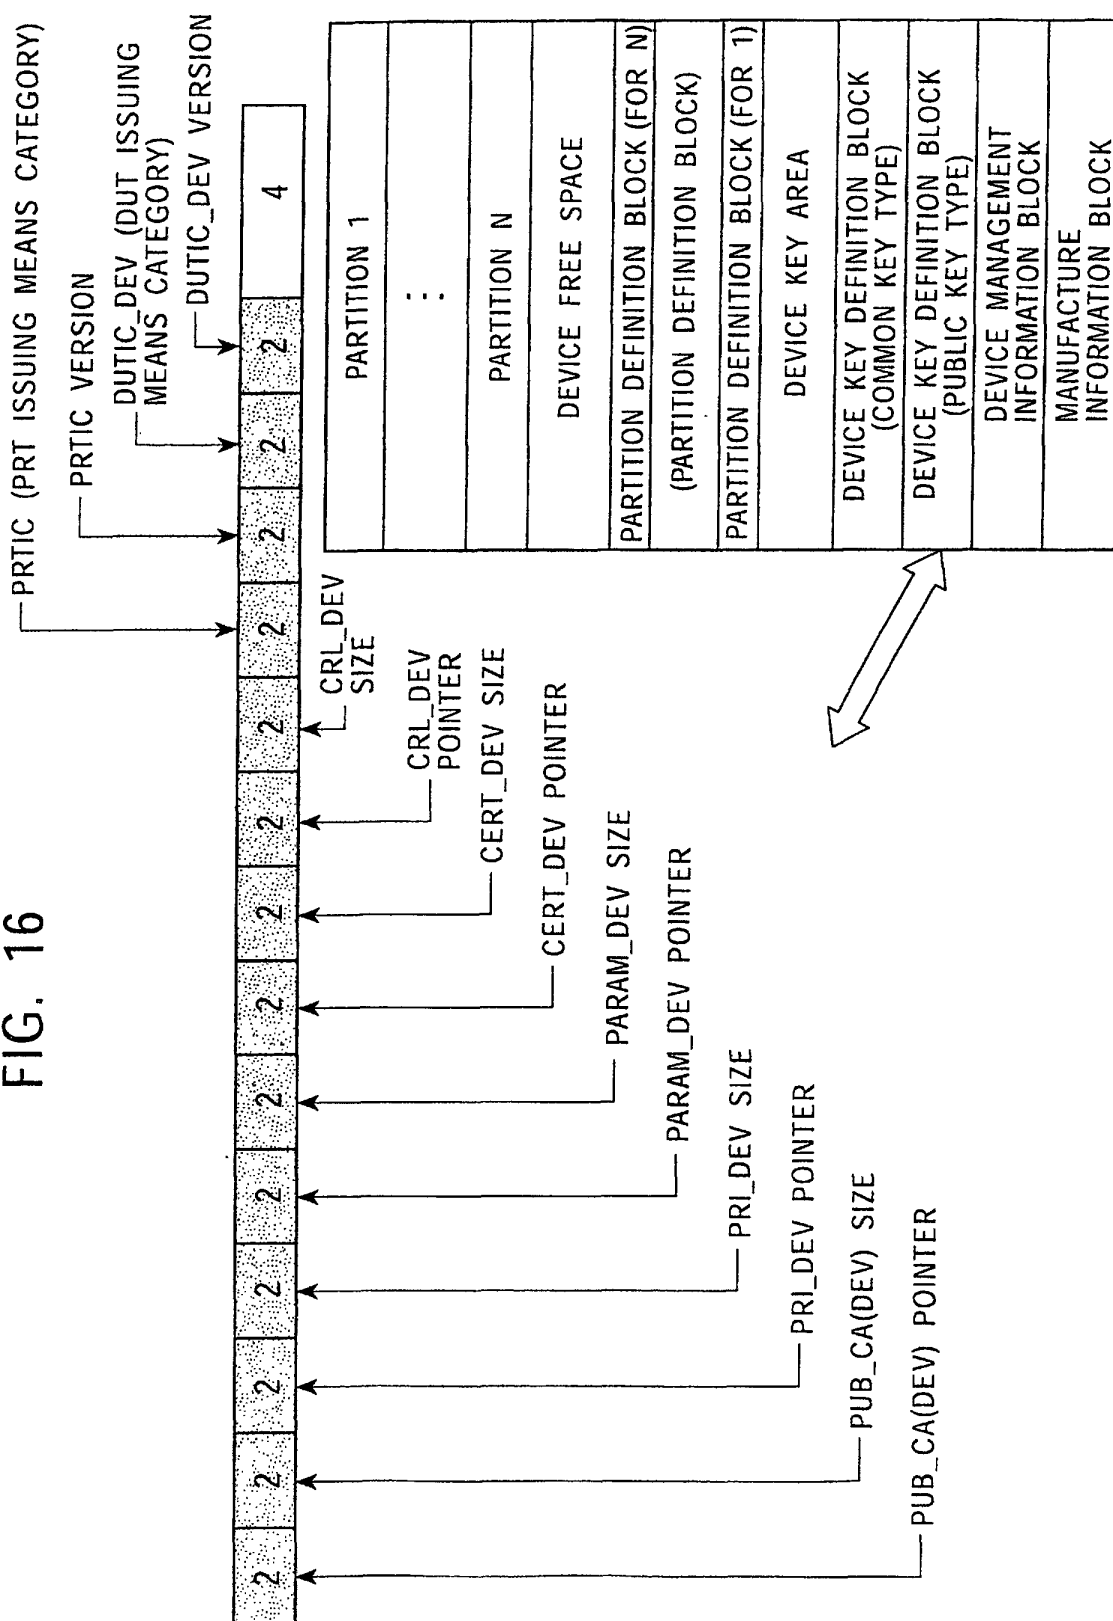 FIG. 16
PRTIC (PRT ISSUING MEANS CATEGORY)
PRTIC VERSION
DUTIC_DEV (DUT ISSUING
MEANS CATEGORY)
DUTIC_DEV VERSION
2 2 2 2 2 2 2 2 2 2 2 2 2 2 4
CRL_DEV
SIZE
CRL_DEV
POINTER
CERT_DEV SIZE
CERT_DEV POINTER
PARAM_DEV SIZE
PARAM_DEV POINTER
PRI_DEV SIZE
PRI_DEV POINTER
PUB_CA(DEV) SIZE
PUB_CA(DEV) POINTER
PARTITION 1
⋮
PARTITION N
DEVICE FREE SPACE
PARTITION DEFINITION BLOCK (FOR N)
(PARTITION DEFINITION BLOCK)
PARTITION DEFINITION BLOCK (FOR 1)
DEVICE KEY AREA
DEVICE KEY DEFINITION BLOCK
(COMMON KEY TYPE)
DEVICE KEY DEFINITION BLOCK
(PUBLIC KEY TYPE)
DEVICE MANAGEMENT
INFORMATION BLOCK
MANUFACTURE
INFORMATION BLOCK